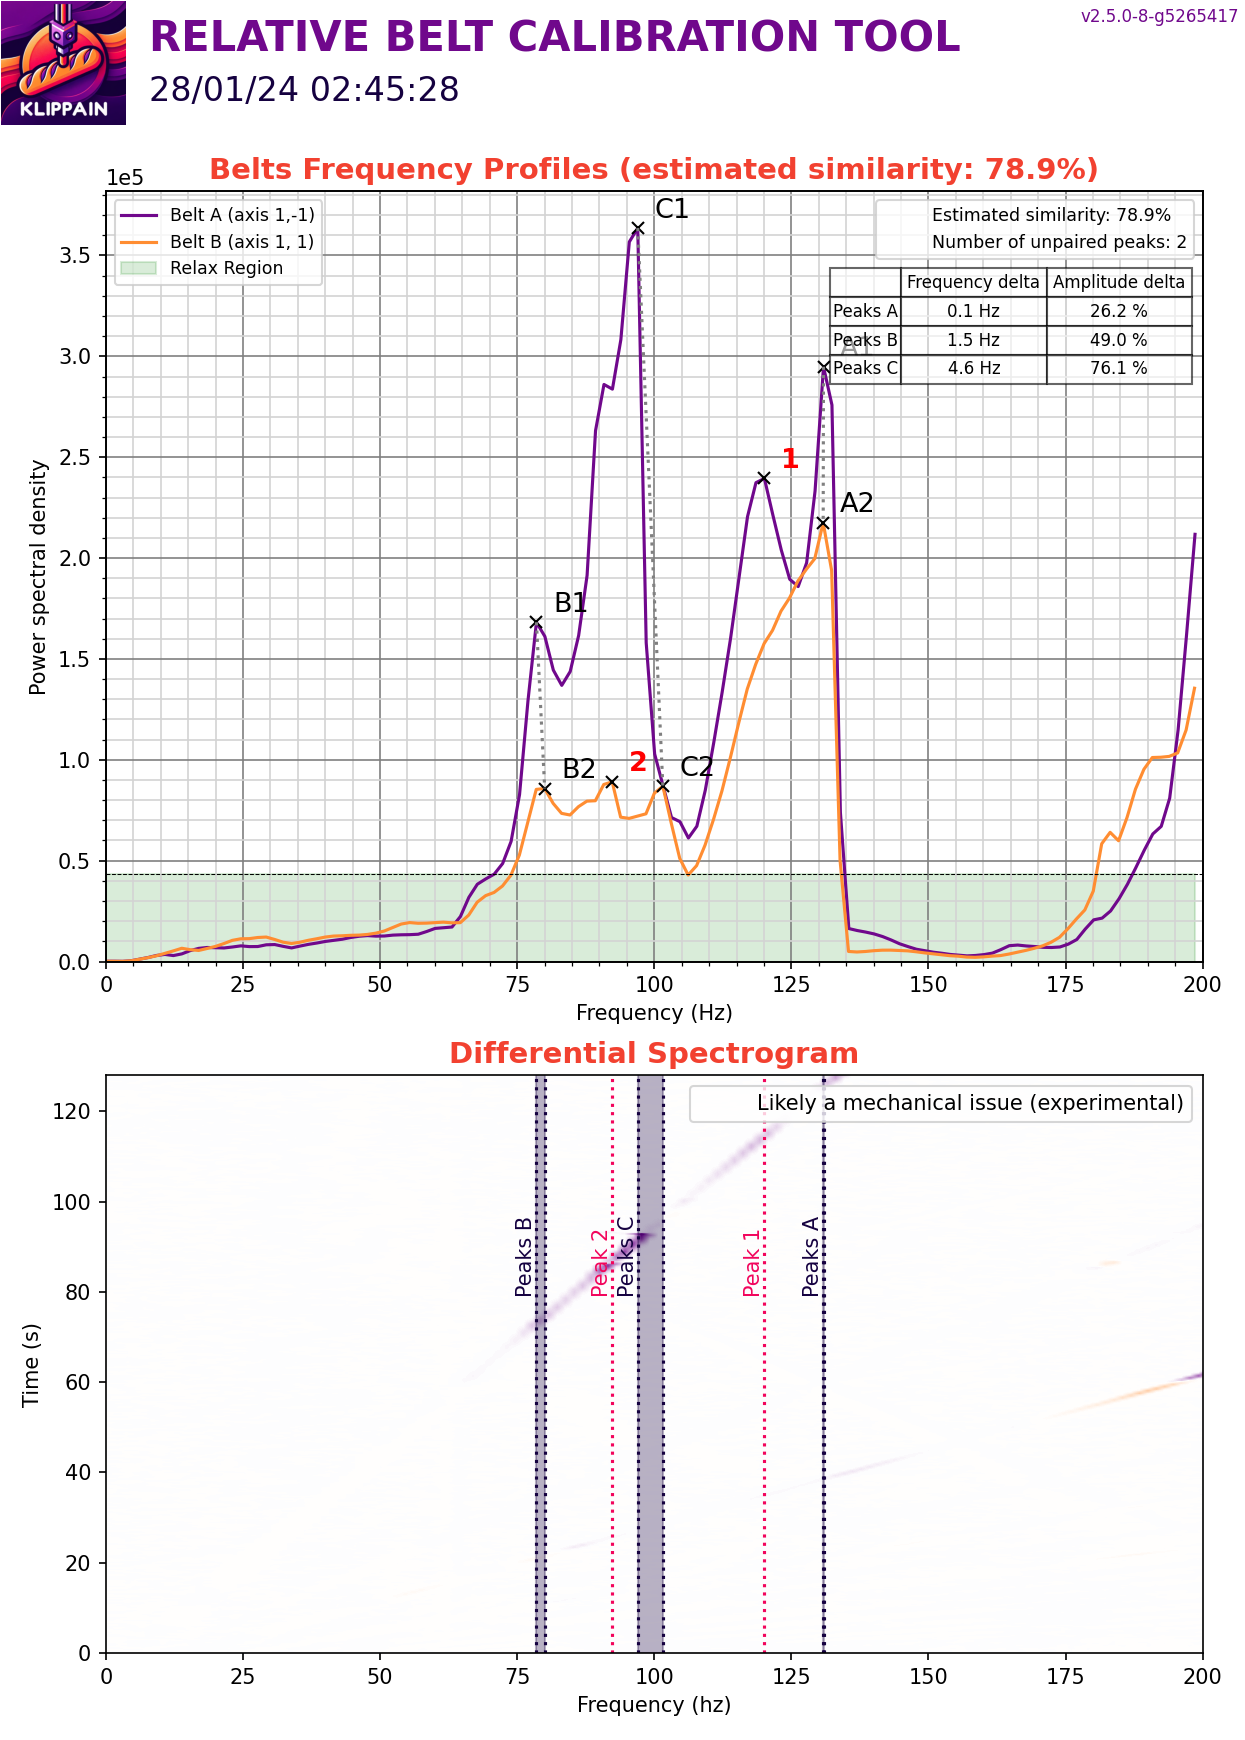 KLIPPAIN
RELATIVE BELT CALIBRATION TOOL
v2.5.0-8-g5265417
28/01/24 02:45:28
Belts Frequency Profiles (estimated similarity: 78.9%)
1e5
Belt A (axis 1,-1)
Belt B (axis 1, 1)
Relax Region
Estimated similarity: 78.9%
Number of unpaired peaks: 2
Frequency delta Amplitude delta
Peaks A 0.1 Hz 26.2 %
Peaks B 1.5 Hz 49.0 %
Peaks C 4.6 Hz 76.1 %
C1
A1
1
A2
B1
B2
2
C2
3.5
3.0
2.5
2.0
1.5
1.0
0.5
0.0
Power spectral density
0 25 50 75 100 125 150 175 200
Frequency (Hz)
Differential Spectrogram
Likely a mechanical issue (experimental)
Peaks B
Peak 2
Peaks C
Peak 1
Peaks A
120
100
80
60
40
20
0
Time (s)
0 25 50 75 100 125 150 175 200
Frequency (hz)